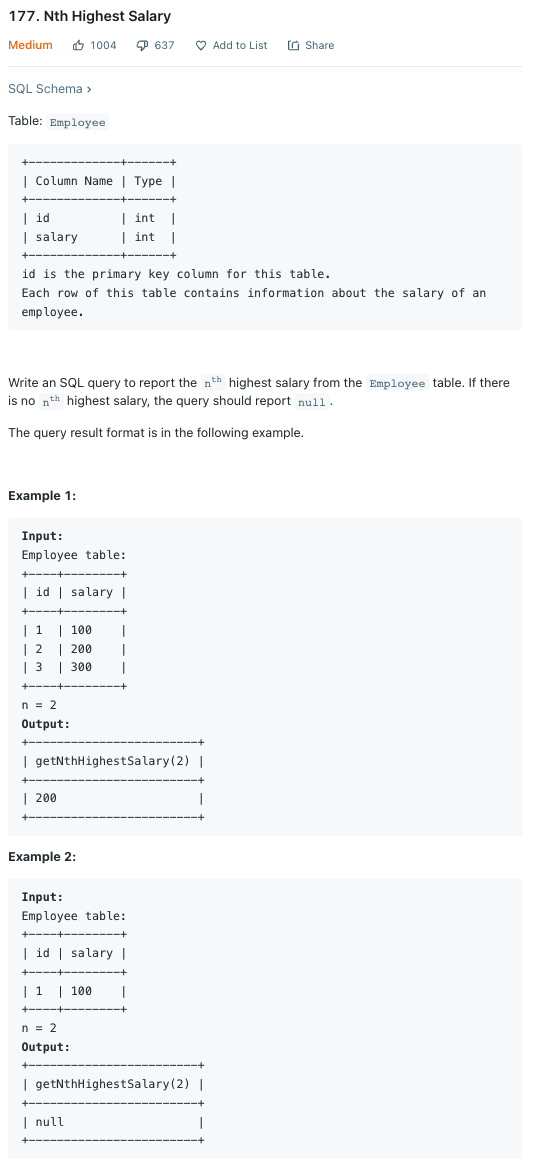 177. Nth Highest Salary
Medium 1004 637 Add to List Share
SQL Schema ›
Table: Employee
+-------------+------+
| Column Name | Type |
+-------------+------+
| id          | int  |
| salary      | int  |
+-------------+------+
id is the primary key column for this table.
Each row of this table contains information about the salary of an
employee.
Write an SQL query to report the nth highest salary from the Employee table. If there
is no nth highest salary, the query should report null.
The query result format is in the following example.
Example 1:
Input:
Employee table:
+----+--------+
| id | salary |
+----+--------+
| 1  | 100    |
| 2  | 200    |
| 3  | 300    |
+----+--------+
n = 2
Output:
+------------------------+
| getNthHighestSalary(2) |
+------------------------+
| 200                    |
+------------------------+
Example 2:
Input:
Employee table:
+----+--------+
| id | salary |
+----+--------+
| 1  | 100    |
+----+--------+
n = 2
Output:
+------------------------+
| getNthHighestSalary(2) |
+------------------------+
| null                   |
+------------------------+